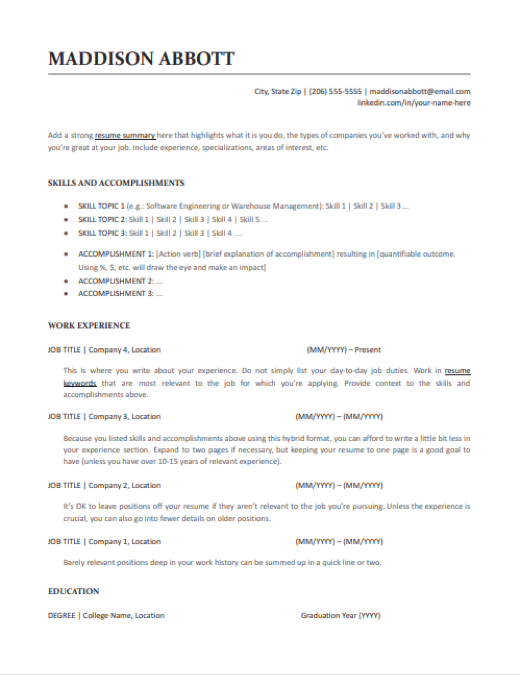 MADDISON ABBOTT
City, State Zip | (206) 555-5555 | maddisonabbott@email.com
linkedin.com/in/your-name-here
Add a strong resume summary here that highlights what it is you do, the types of companies you've worked with, and why
you're great at your job. Include experience, specializations, areas of interest, etc.
SKILLS AND ACCOMPLISHMENTS
● SKILL TOPIC 1 (e.g.: Software Engineering or Warehouse Management): Skill 1 | Skill 2 | Skill 3 ...
● SKILL TOPIC 2: Skill 1 | Skill 2 | Skill 3 | Skill 4 | Skill 5....
● SKILL TOPIC 3: Skill 1 | Skill 2 | Skill 3 | Skill 4 ....
● ACCOMPLISHMENT 1: [Action verb] [brief explanation of accomplishment] resulting in [quantifiable outcome.
Using %, $, etc. will draw the eye and make an impact]
● ACCOMPLISHMENT 2: ...
● ACCOMPLISHMENT 3: ...
WORK EXPERIENCE
JOB TITLE | Company 4, Location (MM/YYYY) – Present
This is where you write about your experience. Do not simply list your day-to-day job duties. Work in resume
keywords that are most relevant to the job for which you're applying. Provide context to the skills and
accomplishments above.
JOB TITLE | Company 3, Location (MM/YYYY) – (MM/YYYY)
Because you listed skills and accomplishments above using this hybrid format, you can afford to write a little bit less in
your experience section. Expand to two pages if necessary, but keeping your resume to one page is a good goal to
have (unless you have over 10-15 years of relevant experience).
JOB TITLE | Company 2, Location (MM/YYYY) – (MM/YYYY)
It's OK to leave positions off your resume if they aren't relevant to the job you're pursuing. Unless the experience is
crucial, you can also go into fewer details on older positions.
JOB TITLE | Company 1, Location (MM/YYYY) – (MM/YYYY)
Barely relevant positions deep in your work history can be summed up in a quick line or two.
EDUCATION
DEGREE | College Name, Location Graduation Year (YYYY)